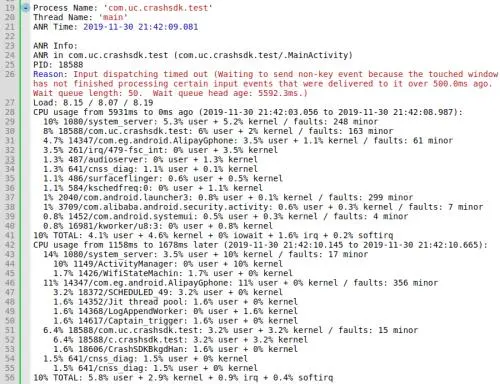 19 Process Name: 'com.uc.crashsdk.test'
20 Thread Name: 'main'
21 ANR Time: 2019-11-30 21:42:09.081
22
23 ANR Info:
24 ANR in com.uc.crashsdk.test (com.uc.crashsdk.test/.MainActivity)
25 PID: 18588
26 Reason: Input dispatching timed out (Waiting to send non-key event because the touched window
has not finished processing certain input events that were delivered to it over 500.0ms ago.
Wait queue length: 50. Wait queue head age: 5592.3ms.)
27 Load: 8.15 / 8.07 / 8.19
28 CPU usage from 5931ms to 0ms ago (2019-11-30 21:42:03.056 to 2019-11-30 21:42:08.987):
29 10% 1080/system_server: 5.3% user + 5.2% kernel / faults: 248 minor
30 8% 18588/com.uc.crashsdk.test: 6% user + 2% kernel / faults: 163 minor
31 4.7% 14347/com.eg.android.AlipayGphone: 3.5% user + 1.1% kernel / faults: 61 minor
32 3.5% 261/irq/479-fsc_int: 0% user + 3.5% kernel
33 1.3% 487/audioserver: 0% user + 1.3% kernel
34 1.3% 641/cnss_diag: 1.1% user + 0.1% kernel
35 1.1% 486/surfaceflinger: 0.6% user + 0.5% kernel
36 1.1% 584/kschedfreq:0: 0% user + 1.1% kernel
37 1% 2040/com.android.launcher3: 0.8% user + 0.1% kernel / faults: 299 minor
38 1% 3709/com.alibaba.android.security.activity: 0.6% user + 0.3% kernel / faults: 7 minor
39 0.8% 1452/com.android.systemui: 0.5% user + 0.3% kernel / faults: 4 minor
40 0.8% 16981/kworker/u8:3: 0% user + 0.8% kernel
41 10% TOTAL: 4.1% user + 4.6% kernel + 0% iowait + 1.6% irq + 0.2% softirq
42 CPU usage from 1158ms to 1678ms later (2019-11-30 21:42:10.145 to 2019-11-30 21:42:10.665):
43 14% 1080/system_server: 3.5% user + 10% kernel / faults: 17 minor
44 10% 1149/ActivityManager: 0% user + 10% kernel
45 1.7% 1426/WifiStateMachin: 1.7% user + 0% kernel
46 11% 14347/com.eg.android.AlipayGphone: 11% user + 0% kernel / faults: 356 minor
47 3.2% 18372/SCHEDULED_49: 3.2% user + 0% kernel
48 1.6% 14352/Jit thread pool: 1.6% user + 0% kernel
49 1.6% 14368/LogAppendWorker: 0% user + 1.6% kernel
50 1.6% 14617/Captain_trigger: 1.6% user + 0% kernel
51 6.4% 18588/com.uc.crashsdk.test: 3.2% user + 3.2% kernel / faults: 15 minor
52 6.4% 18588/c.crashsdk.test: 3.2% user + 3.2% kernel
53 1.6% 18606/CrashSDKBkgdHan: 1.6% user + 0% kernel
54 1.5% 641/cnss_diag: 1.5% user + 0% kernel
55 1.5% 641/cnss_diag: 1.5% user + 0% kernel
56 10% TOTAL: 5.8% user + 2.9% kernel + 0.9% irq + 0.4% softirq